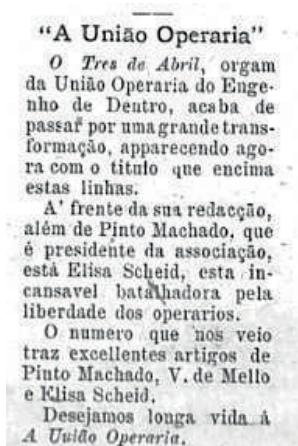 "A União Operaria"
O Tres de Abril, orgam
da União Operaria do Enge-
nho de Dentro, acaba de
passar por uma grande trans-
formação, apparecendo ago-
ra com o titulo que encima
estas linhas.
A' frente da sua redacção,
além de Pinto Machado, que
é presidente da associação,
está Elisa Scheid, esta in-
cansavel batalhadora pela
liberdade dos operarios.
O numero que nos veio
traz excellentes artigos de
Pinto Machado, V. de Mello
e Elisa Scheid.
Desejamos longa vida á
A União Operaria.